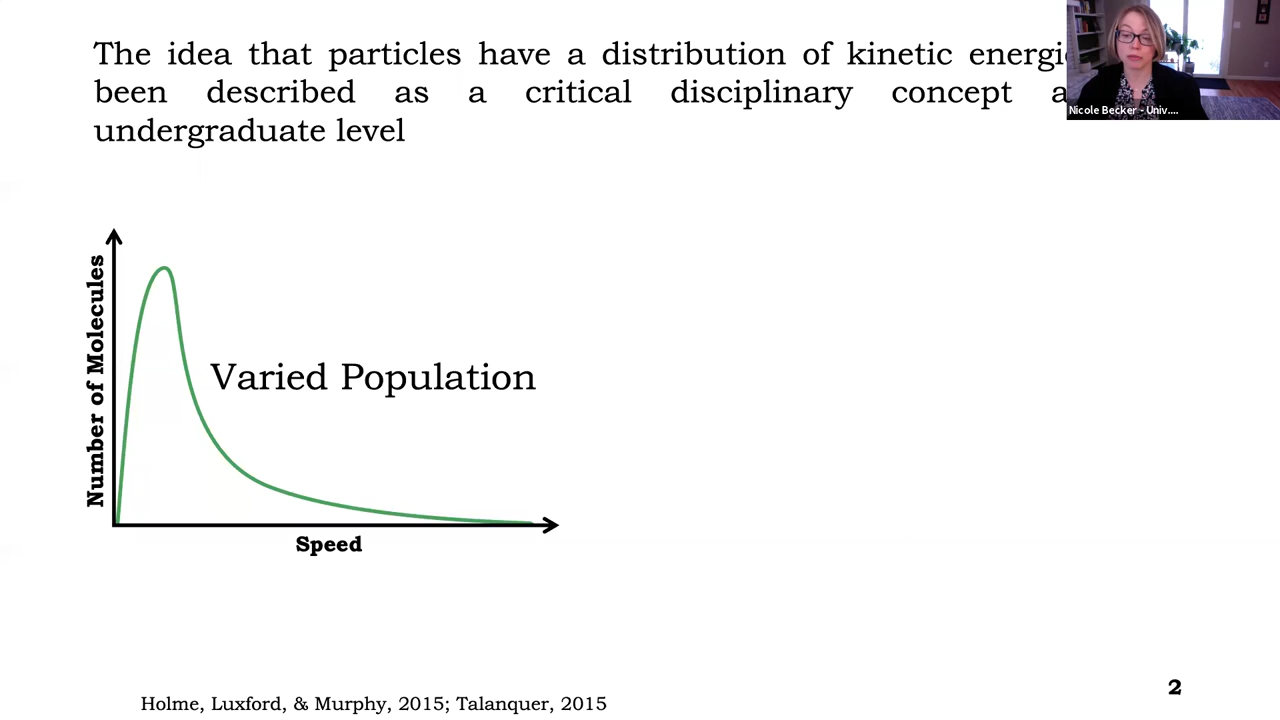 The idea that particles have a distribution of kinetic
been described as a critical disciplinary concept
undergraduate level
Nicole Becker - Univ....
Number of Molecules
Varied Population
Speed
Holme, Luxford, & Murphy, 2015; Talanquer, 2015
2